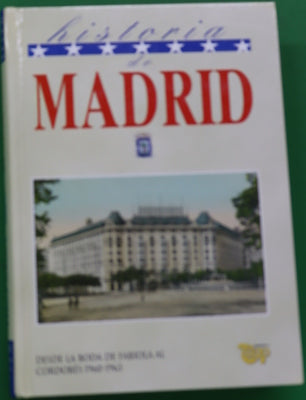 historia
de
MADRID
DESDE LA BODA DE FABIOLA AL
CORDOBÉS 1960-1963